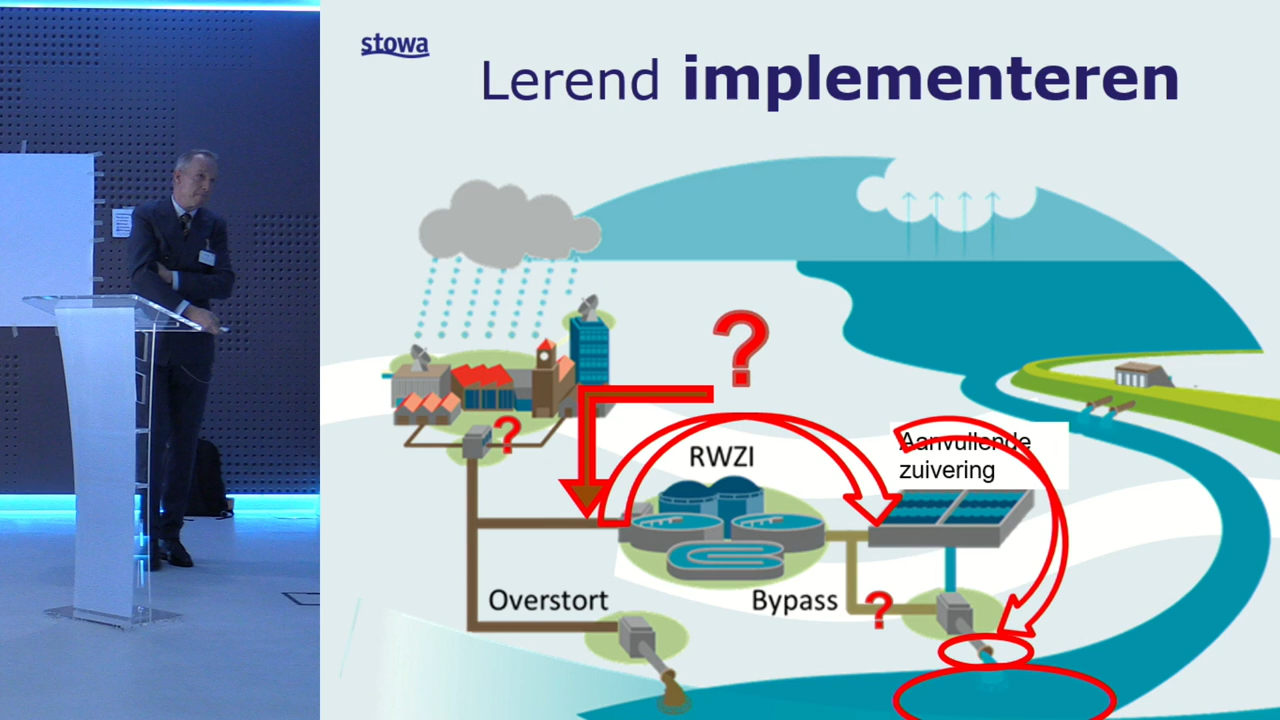 stowa
Lerend implementeren
?
?
Aanvullende
zuivering
RWZI
Overstort
Bypass
?